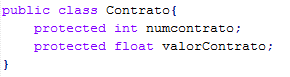 public class Contrato{
    protected int numcontrato;
    protected float valorContrato;
}